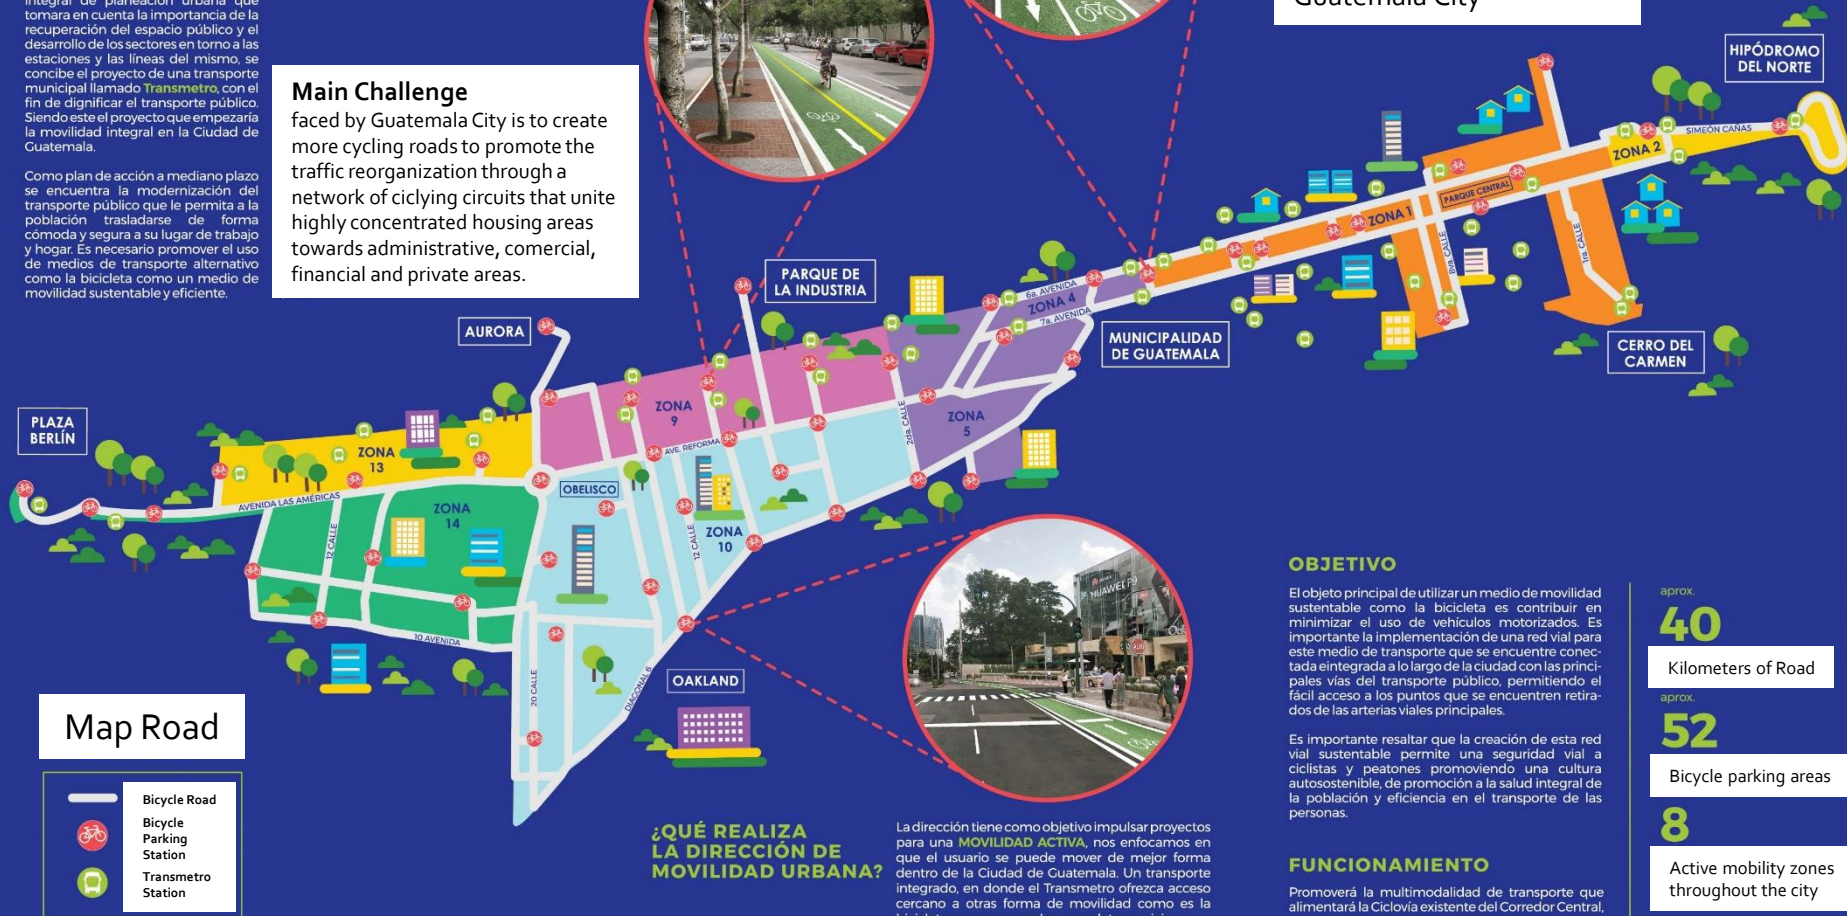 integral de planeación urbana que
tomara en cuenta la importancia de la
recuperación del espacio público y el
desarrollo de los sectores en torno a las
estaciones y las líneas del mismo, se
concibe el proyecto de una transporte
municipal llamado Transmetro, con el
fin de dignificar el transporte público.
Siendo este el proyecto que empezaría
la movilidad integral en la Ciudad de
Guatemala.
Como plan de acción a mediano plazo
se encuentra la modernización del
transporte público que le permita a la
población trasladarse de forma
cómoda y segura a su lugar de trabajo
y hogar. Es necesario promover el uso
de medios de transporte alternativo
como la bicicleta como un medio de
movilidad sustentable y eficiente.
Main Challenge
faced by Guatemala City is to create
more cycling roads to promote the
traffic reorganization through a
network of ciclying circuits that unite
highly concentrated housing areas
towards administrative, comercial,
financial and private areas.
Guatemala City
HIPÓDROMO
DEL NORTE
SIMEÓN CAÑAS
ZONA 2
PARQUE CENTRAL
ZONA 1
8va. CALLE
1ra. CALLE
CERRO DEL
CARMEN
PARQUE DE
LA INDUSTRIA
6a. AVENIDA
ZONA 4
7a. AVENIDA
MUNICIPALIDAD
DE GUATEMALA
AURORA
ZONA
9
2da. CALLE
ZONA
5
AVE. REFORMA
PLAZA
BERLÍN
ZONA
13
AVENIDA LAS AMÉRICAS
OBELISCO
ZONA
14
12 CALLE
12 CALLE
ZONA
10
10 AVENIDA
20 CALLE
DIAGONAL 6
OAKLAND
HUAWEI P9
ALTO
Map Road
Bicycle Road
Bicycle
Parking
Station
Transmetro
Station
¿QUÉ REALIZA
LA DIRECCIÓN DE
MOVILIDAD URBANA?
La dirección tiene como objetivo impulsar proyectos
para una MOVILIDAD ACTIVA, nos enfocamos en
que el usuario se puede mover de mejor forma
dentro de la Ciudad de Guatemala. Un transporte
integrado, en donde el Transmetro ofrezca acceso
cercano a otras forma de movilidad como es la
OBJETIVO
El objeto principal de utilizar un medio de movilidad
sustentable como la bicicleta es contribuir en
minimizar el uso de vehículos motorizados. Es
importante la implementación de una red vial para
este medio de transporte que se encuentre conec-
tada eintegrada a lo largo de la ciudad con las princi-
pales vías del transporte público, permitiendo el
fácil acceso a los puntos que se encuentren retira-
dos de las arterias viales principales.
Es importante resaltar que la creación de esta red
vial sustentable permite una seguridad vial a
ciclistas y peatones promoviendo una cultura
autosostenible, de promoción a la salud integral de
la población y eficiencia en el transporte de las
personas.
FUNCIONAMIENTO
Promoverá la multimodalidad de transporte que
alimentará la Ciclovía existente del Corredor Central,
aprox.
40
Kilometers of Road
aprox.
52
Bicycle parking areas
8
Active mobility zones
throughout the city